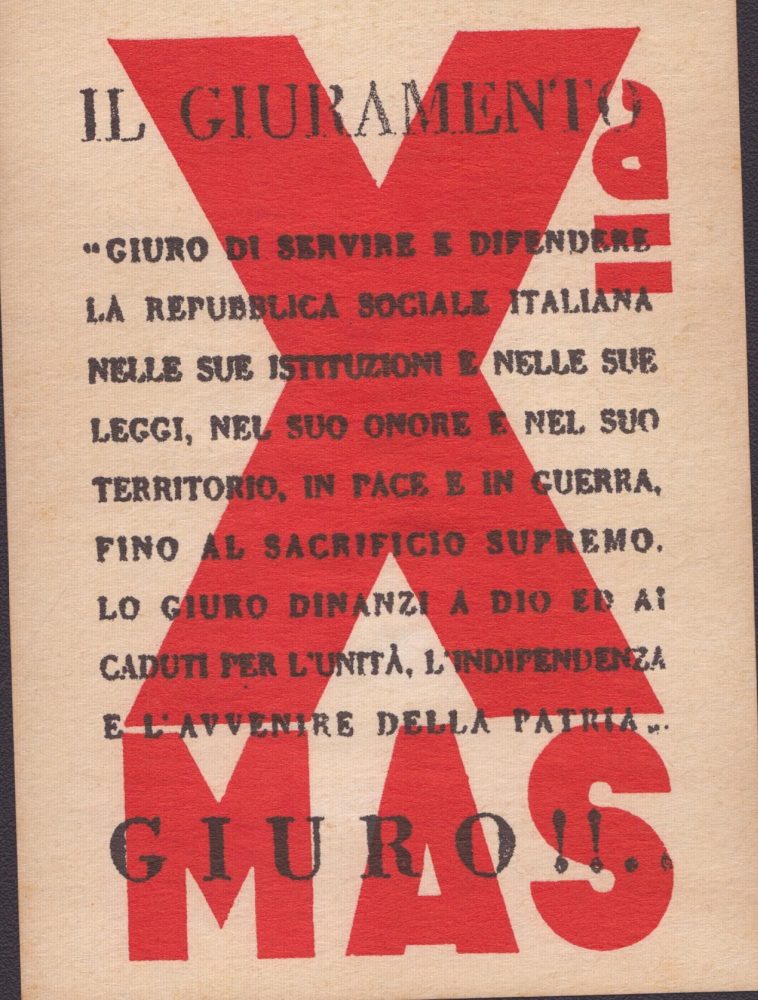 IL GIURAMENTO
"GIURO DI SERVIRE E DIFENDERE
LA REPUBBLICA SOCIALE ITALIANA
NELLE SUE ISTITUZIONI E NELLE SUE
LEGGI, NEL SUO ONORE E NEL SUO
TERRITORIO, IN PACE E IN GUERRA,
FINO AL SACRIFICIO SUPREMO.
LO GIURO DINANZI A DIO ED AI
CADUTI PER L'UNITÀ, L'INDIPENDENZA
E L'AVVENIRE DELLA PATRIA...
GIURO!!..
X
all
MAS